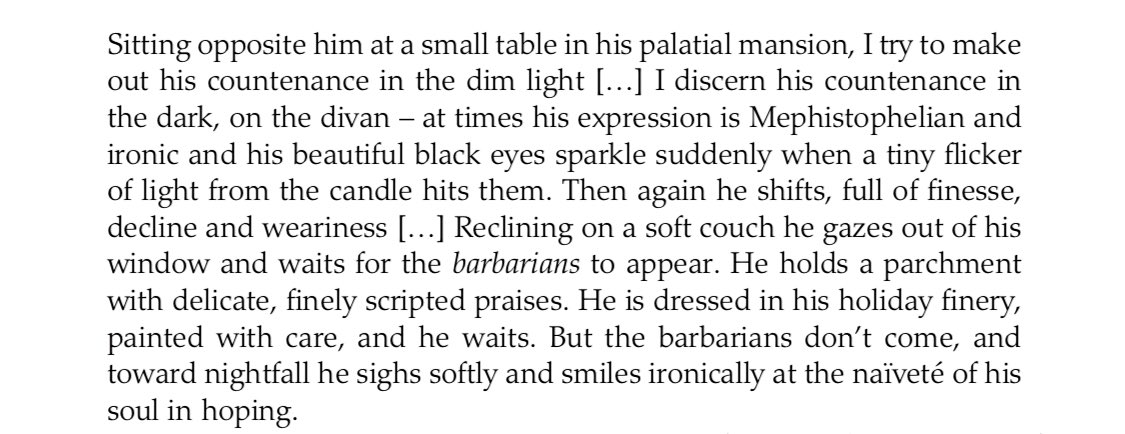 Sitting opposite him at a small table in his palatial mansion, I try to make
out his countenance in the dim light […] I discern his countenance in
the dark, on the divan – at times his expression is Mephistophelian and
ironic and his beautiful black eyes sparkle suddenly when a tiny flicker
of light from the candle hits them. Then again he shifts, full of finesse,
decline and weariness […] Reclining on a soft couch he gazes out of his
window and waits for the barbarians to appear. He holds a parchment
with delicate, finely scripted praises. He is dressed in his holiday finery,
painted with care, and he waits. But the barbarians don’t come, and
toward nightfall he sighs softly and smiles ironically at the naïveté of his
soul in hoping.